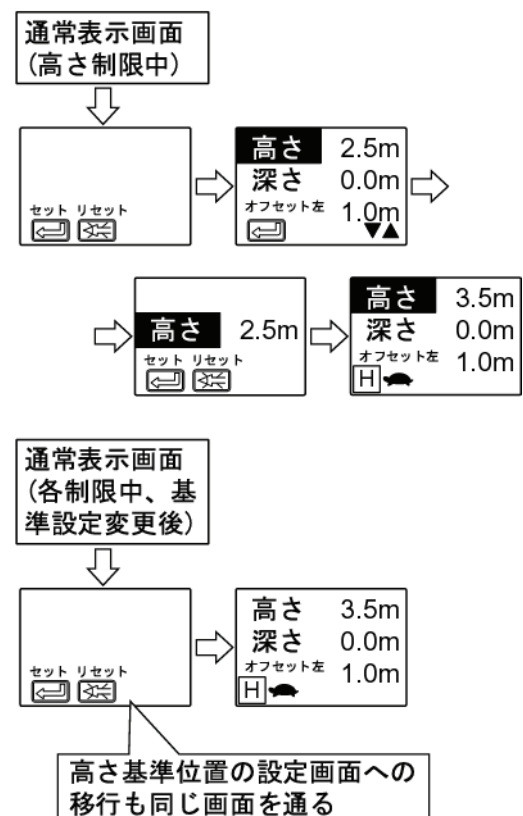 通常表示画面
(高さ制限中)
セット リセット
高さ 2.5m
深さ 0.0m
オフセット左 1.0m
▼▲
高さ 2.5m
セット リセット
高さ 3.5m
深さ 0.0m
オフセット左 1.0m
H
通常表示画面
(各制限中、基
準設定変更後)
セット リセット
高さ 3.5m
深さ 0.0m
オフセット左 1.0m
H
高さ基準位置の設定画面への
移行も同じ画面を通る